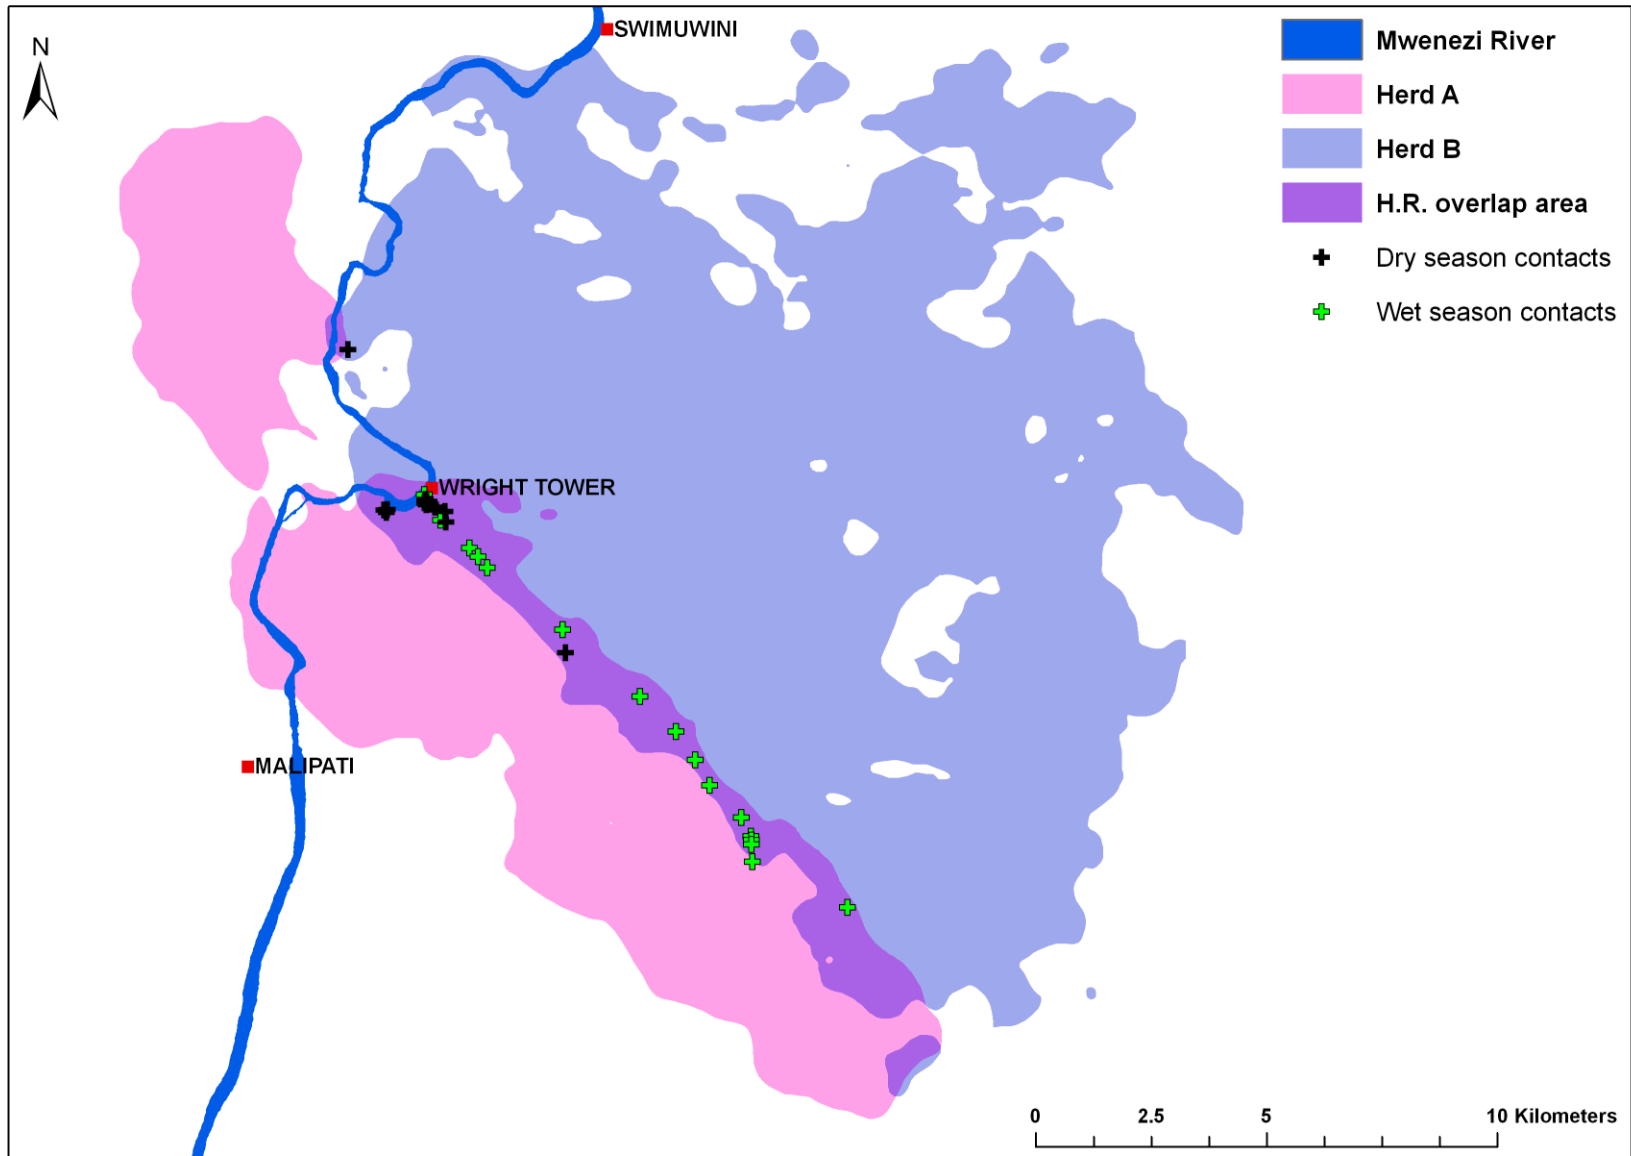 SWIMUWINI
N
Mwenezi River
Herd A
Herd B
H.R. overlap area
Dry season contacts
Wet season contacts
WRIGHT TOWER
MALIPATI
0 2.5 5 10 Kilometers